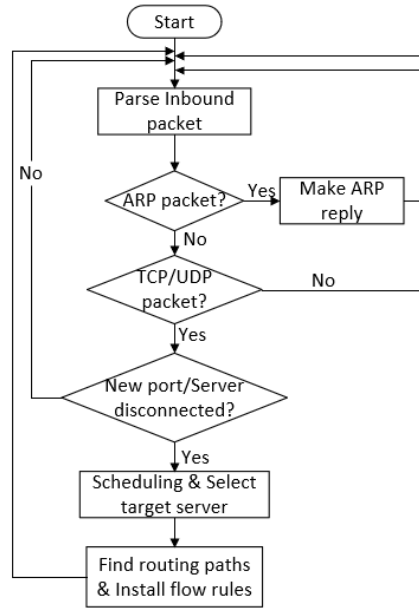 Start
Parse Inbound
packet
No
ARP packet?
Yes
Make ARP
reply
No
TCP/UDP
packet?
No
Yes
New port/Server
disconnected?
Yes
Scheduling & Select
target server
Find routing paths
& Install flow rules